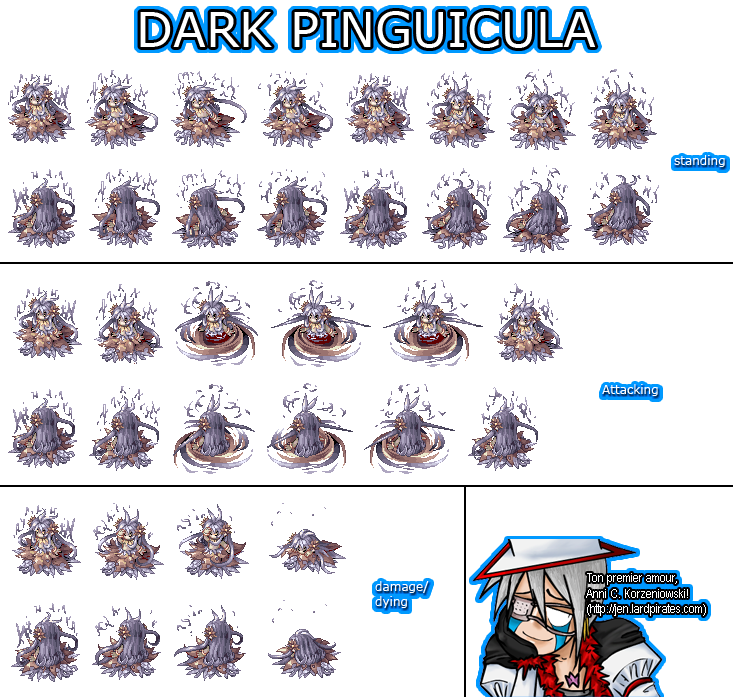 DARK PINGUICULA
standing
Attacking
damage/
dying
Ton premier amour,
Anni C. Korzeniowski!
(http://jen.lardpirates.com)